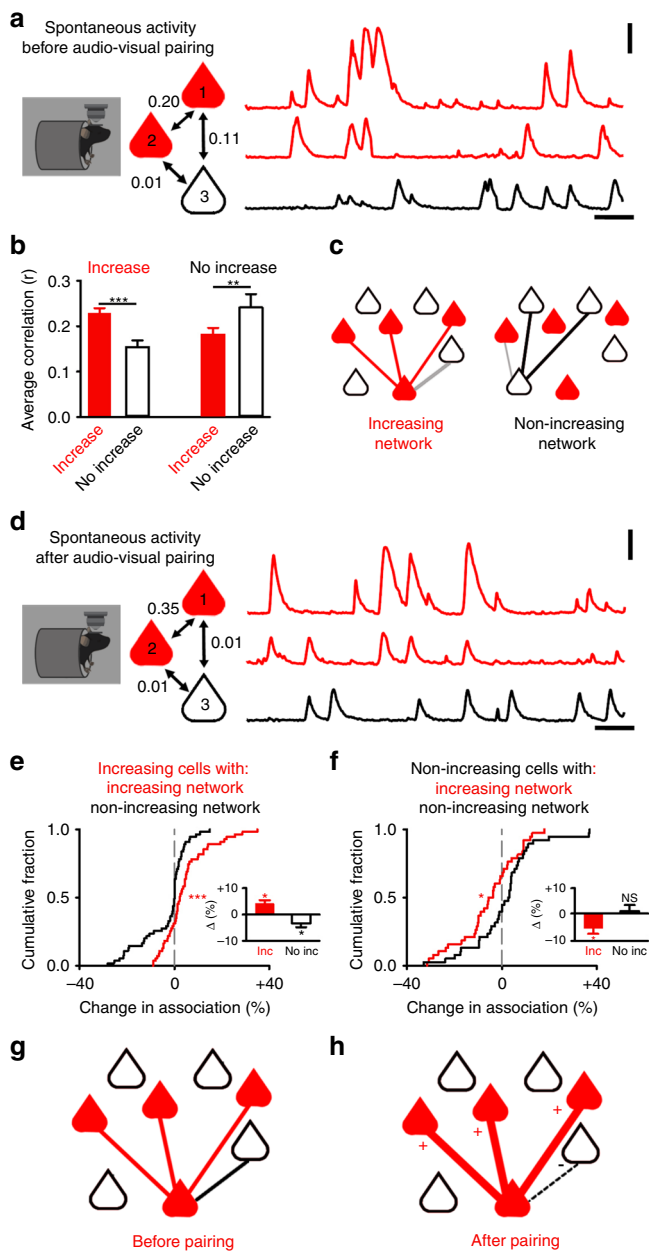 a
Spontaneous activity
before audio-visual pairing
1
0.20
2
0.11
0.01
3
b
Increase
No increase
Average correlation (r)
0.3
0.2
0.1
0.0
***
**
Increase
No increase
Increase
No increase
c
Increasing
network
Non-increasing
network
d
Spontaneous activity
after audio-visual pairing
1
0.35
2
0.01
0.01
3
e
Increasing cells with:
increasing network
non-increasing network
Cumulative fraction
1.0
0.5
0.0
***
+10
0
−10
Δ (%)
*
*
Inc
No inc
−40
0
+40
Change in association (%)
f
Non-increasing cells with:
increasing network
non-increasing network
Cumulative fraction
1.0
0.5
0.0
*
+10
0
−10
Δ (%)
NS
*
Inc
No inc
−40
0
+40
Change in association (%)
g
Before pairing
h
+
+
+
-
After pairing